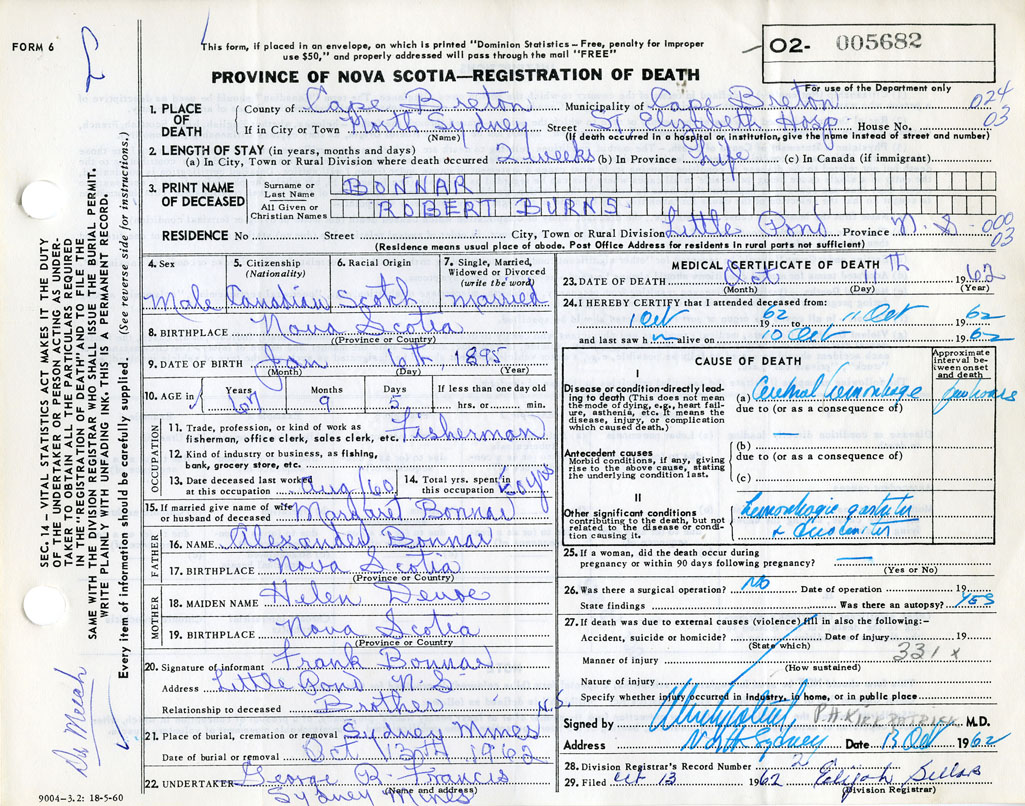 FORM 6
This form, if placed in an envelope, on which is printed "Dominion Statistics – Free, penalty for improper
use $50," and properly addressed will pass through the mail "FREE"
O2- 005682
For use of the Department only
PROVINCE OF NOVA SCOTIA—REGISTRATION OF DEATH
024
03
1. PLACE OF DEATH
County of Cape Breton Municipality of Cape Breton
If in City or Town North Sydney Street St Elizabeth Hosp House No.
(Name) (If death occurred in a hospital or institution, give the name instead of street and number)
2. LENGTH OF STAY (in years, months and days)
(a) In City, Town or Rural Division where death occurred 2 weeks (b) In Province Life (c) In Canada (if immigrant)
3. PRINT NAME OF DECEASED
Surname or Last Name BONNAR
All Given or Christian Names ROBERT BURNS
RESIDENCE No Street City, Town or Rural Division Little Pond Province N.S.
000
03
(Residence means usual place of abode. Post Office Address for residents in rural parts not sufficient)
4. Sex 5. Citizenship (Nationality) 6. Racial Origin 7. Single, Married, Widowed or Divorced (write the word)
Male Canadian Scotch married
8. BIRTHPLACE Nova Scotia
(Province or Country)
9. DATE OF BIRTH Jan 6th, 1895
(Month) (Day) (Year)
10. AGE in Years Months Days If less than one day old
67 9 5 hrs. or min.
OCCUPATION
11. Trade, profession, or kind of work as fisherman, office clerk, sales clerk, etc. Fisherman
12. Kind of industry or business, as fishing, bank, grocery store, etc.
13. Date deceased last worked at this occupation Aug/60 14. Total yrs. spent in this occupation 50 yrs
15. If married give name of wife or husband of deceased Margaret Bonnar
FATHER
16. NAME Alexander Bonnar
17. BIRTHPLACE Nova Scotia
(Province or Country)
MOTHER
18. MAIDEN NAME Helen Devoe
19. BIRTHPLACE Nova Scotia
(Province or Country)
20. Signature of informant Frank Bonnar
Address Little Pond N.S
Relationship to deceased Brother
21. Place of burial, cremation or removal Sydney Mines N.S.
Date of burial or removal Oct 13th, 1962
22. UNDERTAKER George R. Francis
(Name and address)
Sydney Mines
9004–3.2: 18-5-60
MEDICAL CERTIFICATE OF DEATH
23. DATE OF DEATH Oct 11th 1962
(Month) (Day) (Year)
24. I HEREBY CERTIFY that I attended deceased from:
1 Oct 1962 to 11 Oct 1962
and last saw him alive on 10 Oct 1962
CAUSE OF DEATH
Approximate interval between onset and death
I
Disease or condition directly leading to death (This does not mean the mode of dying, e.g., heart failure, asthenia, etc. It means the disease, injury, or complication which caused death.)
(a) Cerebral hemorrhage few hours
due to (or as a consequence of)
Antecedent causes
Morbid conditions, if any, giving rise to the above cause, stating the underlying condition last.
(b)
due to (or as a consequence of)
(c)
II
Other significant conditions
contributing to the death, but not related to the disease or condition causing it.
Hemorrhagic gastritis
25. If a woman, did the death occur during
pregnancy or within 90 days following pregnancy? —
(Yes or No)
26. Was there a surgical operation? No Date of operation 19
State findings Was there an autopsy? yes
27. If death was due to external causes (violence) fill in also the following:–
Accident, suicide or homicide? Date of injury 19
(State which)
Manner of injury 331 x
(How sustained)
Nature of injury
Specify whether injury occurred in industry, in home, or in public place
Signed by P.H. KIRKPATRICK M.D.
Address North Sydney Date 13 Oct 1962
28. Division Registrar's Record Number 2
29. Filed Oct 13 1962 Elijah Sellars
(Division Registrar)
SEC. 14 – VITAL STATISTICS ACT MAKES IT THE DUTY
OF THE UNDERTAKER OR PERSON ACTING AS UNDER-
TAKER TO OBTAIN ALL THE PARTICULARS REQUIRED
IN THE "REGISTRATION OF DEATH" AND TO FILE THE
SAME WITH THE DIVISION REGISTRAR WHO SHALL ISSUE THE BURIAL PERMIT.
WRITE PLAINLY WITH UNFADING INK. THIS IS A PERMANENT RECORD.
Every item of information should be carefully supplied. (See reverse side for instructions.)
Dr. Meech